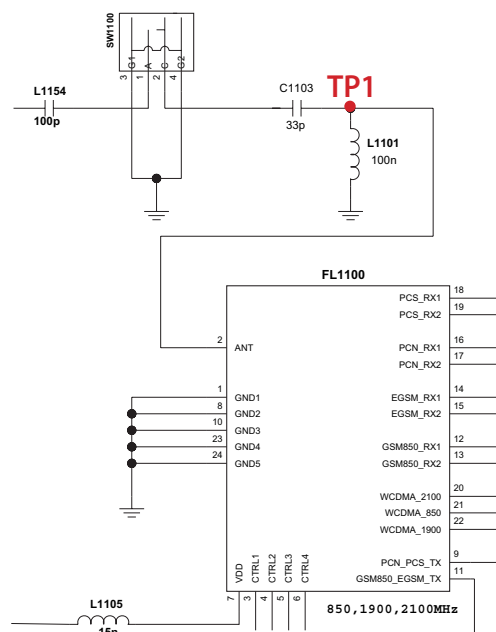 SW1100
G1
A
C
G2
3
1
2
4
L1154
100p
C1103
33p
TP1
L1101
100n
FL1100
2
ANT
1
GND1
8
GND2
10
GND3
23
GND4
24
GND5
PCS_RX1
18
PCS_RX2
19
PCN_RX1
16
PCN_RX2
17
EGSM_RX1
14
EGSM_RX2
15
GSM850_RX1
12
GSM850_RX2
13
WCDMA_2100
20
WCDMA_850
21
WCDMA_1900
22
PCN_PCS_TX
9
GSM850_EGSM_TX
11
VDD
CTRL1
CTRL2
CTRL3
CTRL4
7
3
4
5
6
850,1900,2100MHz
L1105
15n